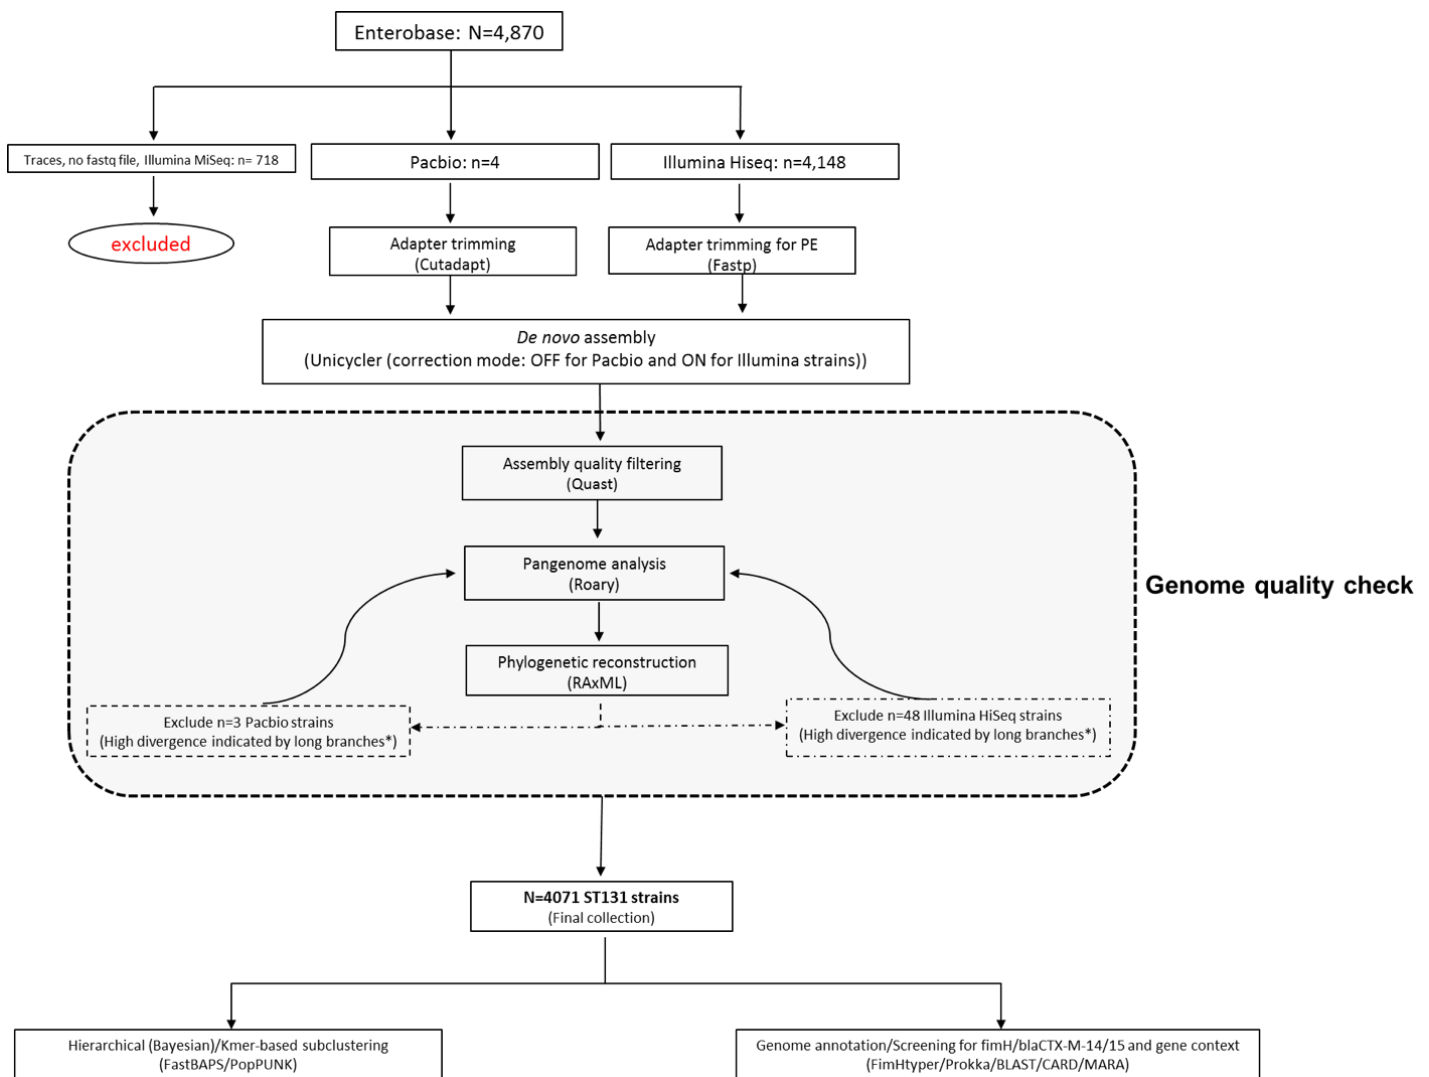 Enterobase: N=4,870
Traces, no fastq file, Illumina MiSeq: n= 718
Pacbio: n=4
Illumina Hiseq: n=4,148
excluded
Adapter trimming
(Cutadapt)
Adapter trimming for PE
(Fastp)
De novo assembly
(Unicycler (correction mode: OFF for Pacbio and ON for Illumina strains))
Assembly quality filtering
(Quast)
Pangenome analysis
(Roary)
Genome quality check
Phylogenetic reconstruction
(RAxML)
Exclude n=3 Pacbio strains
(High divergence indicated by long branches*)
Exclude n=48 Illumina HiSeq strains
(High divergence indicated by long branches*)
N=4071 ST131 strains
(Final collection)
Hierarchical (Bayesian)/Kmer-based subclustering
(FastBAPS/PopPUNK)
Genome annotation/Screening for fimH/blaCTX-M-14/15 and gene context
(FimHtyper/Prokka/BLAST/CARD/MARA)